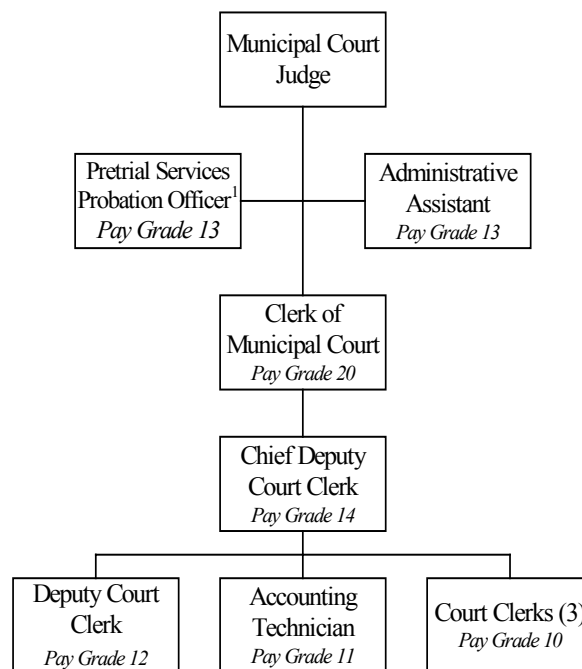 Municipal Court
Judge
Pretrial Services
Probation Officer¹
Pay Grade 13
Administrative
Assistant
Pay Grade 13
Clerk of
Municipal Court
Pay Grade 20
Chief Deputy
Court Clerk
Pay Grade 14
Deputy Court
Clerk
Pay Grade 12
Accounting
Technician
Pay Grade 11
Court Clerks (3)
Pay Grade 10